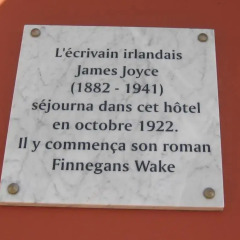 L'écrivain irlandais
James Joyce
(1882 - 1941)
séjourna dans cet hôtel
en octobre 1922.
Il y commença son roman
Finnegans Wake